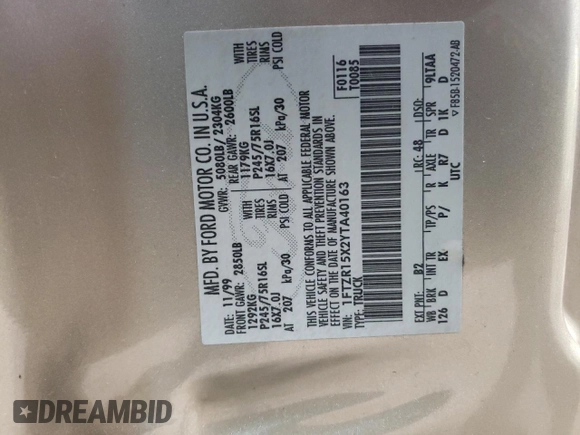 MFD. BY FORD MOTOR CO. IN U.S.A.
DATE: 11/99 GVWR: 5080LB / 2304KG
FRONT GAWR: 2850LB REAR GAWR: 2600LB
1292KG 1179KG WITH
P245/75R16SL P245/75R16SL TIRES
16X7.0J 16X7.0J RIMS
AT 207 kPa/30 AT 207 kPa/30 PSI COLD
WITH
TIRES
RIMS
PSI COLD
THIS VEHICLE CONFORMS TO ALL APPLICABLE FEDERAL MOTOR
VEHICLE SAFETY AND THEFT PREVENTION STANDARDS IN
EFFECT ON THE DATE OF MANUFACTURE SHOWN ABOVE.
VIN: 1FTZR15X2YTA40163
TYPE: TRUCK
F0116
T0085
EXT PNT: B2 RC: 48 DSO:
WB BRK INT TR TP/PS R AXLE TR SPR 9LTAA
126 D EX P/ K R7 D 1K D
UTC
▽ F85B-1520472-AB
DREAMBID